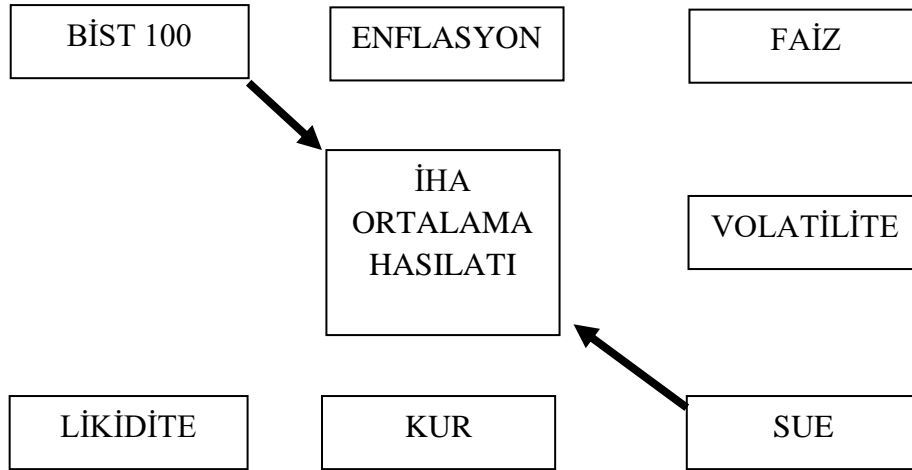 BİST 100
ENFLASYON
FAİZ
İHA
ORTALAMA
HASILATI
VOLATİLİTE
LİKİDİTE
KUR
SUE